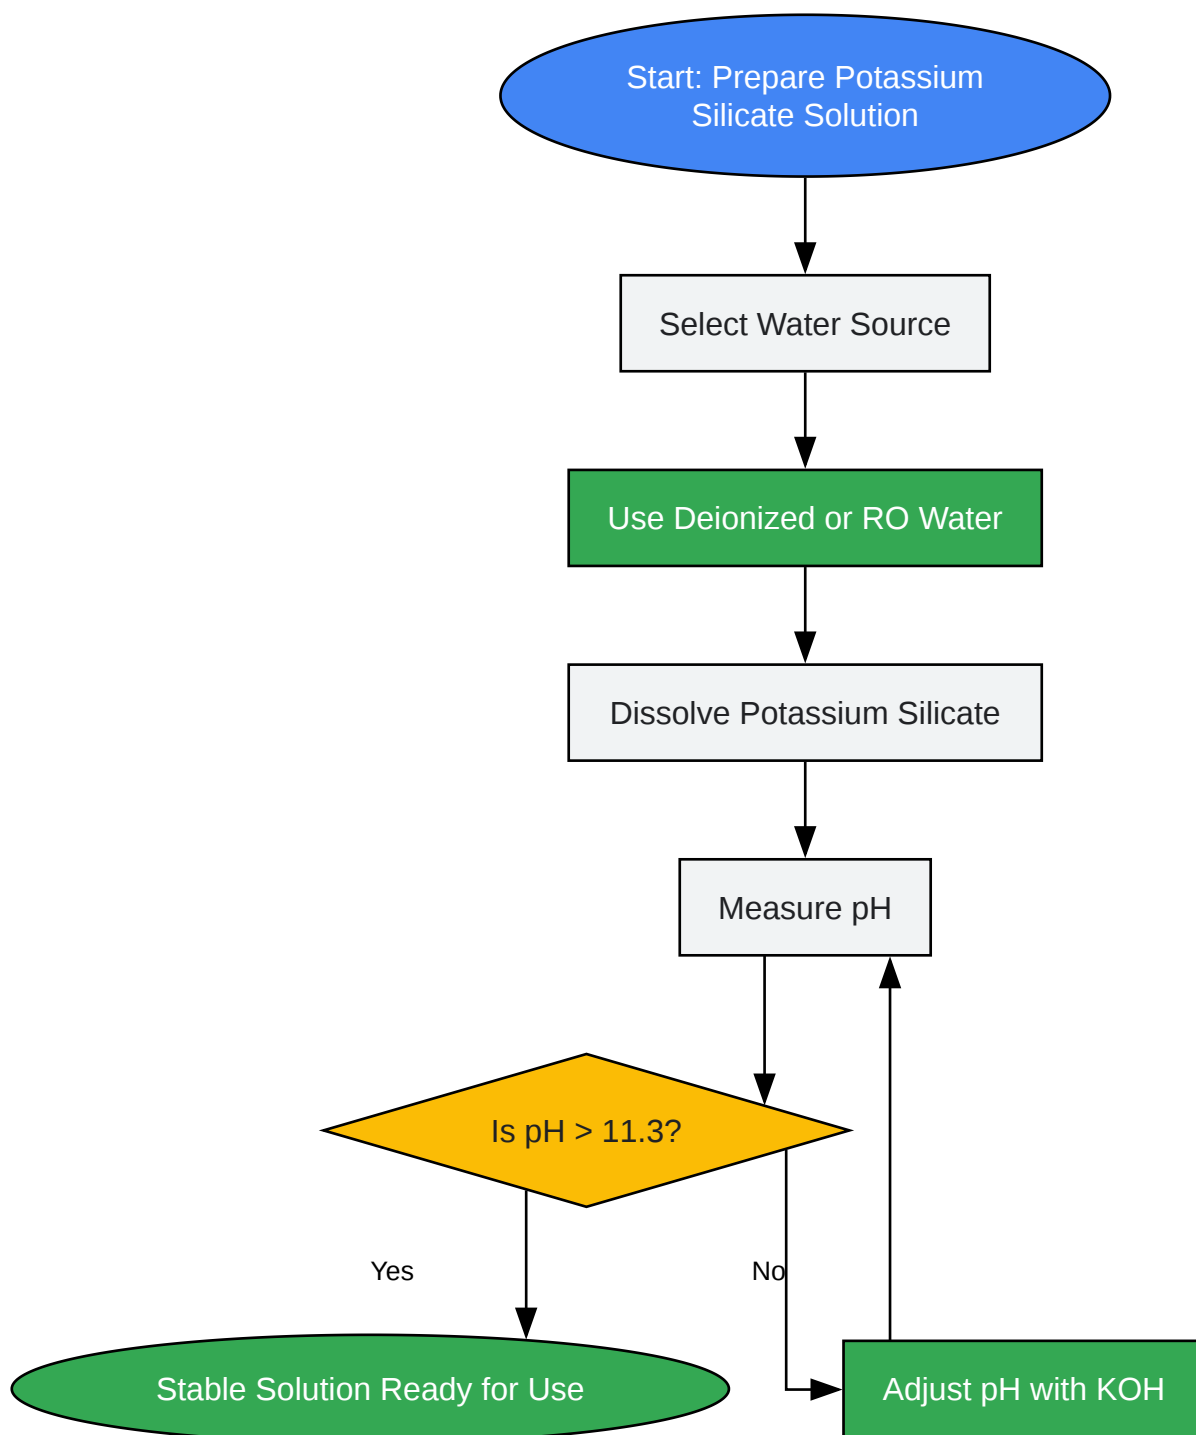 Start: Prepare Potassium
Silicate Solution
Select Water Source
Use Deionized or RO Water
Dissolve Potassium Silicate
Measure pH
Is pH > 11.3?
Yes
No
Stable Solution Ready for Use
Adjust pH with KOH